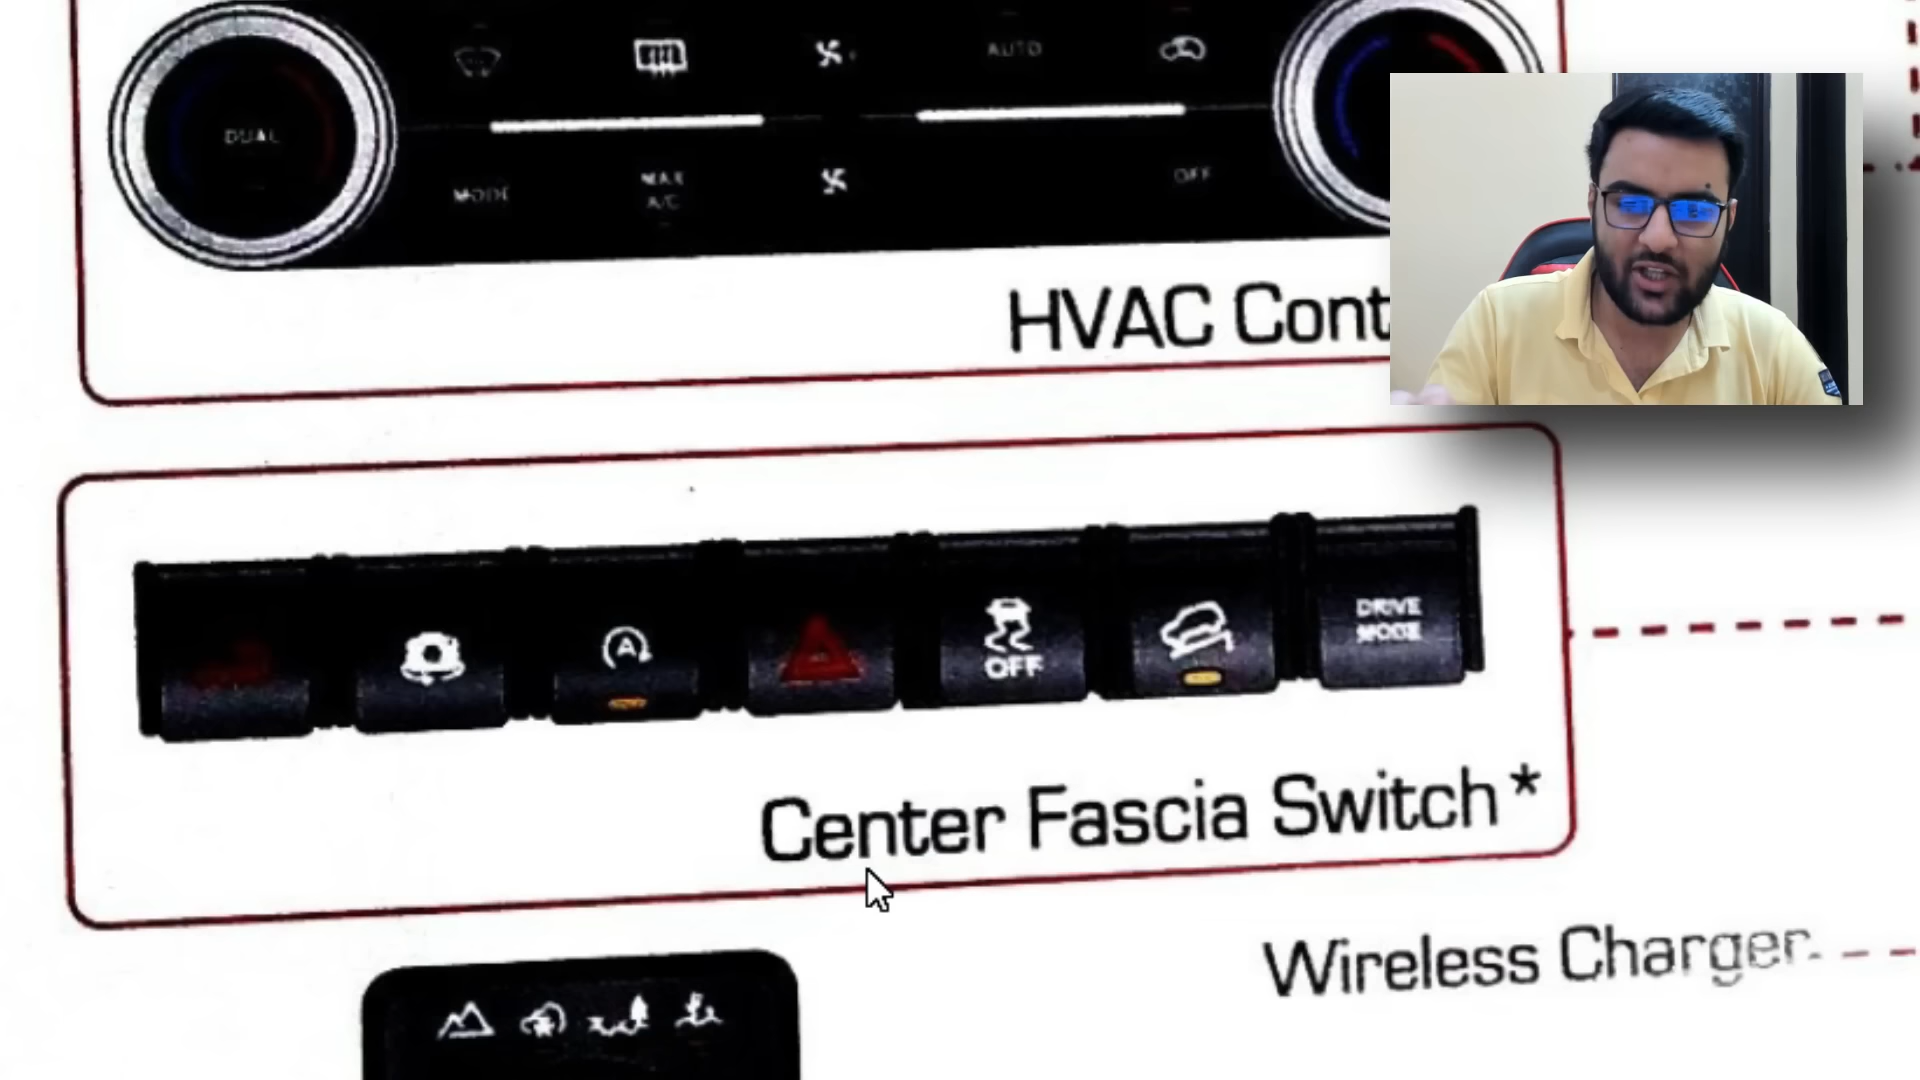 AUTO
DUAL
MODE
MAX
A/C
OFF
HVAC Cont
A
OFF
DRIVE
MODE
Center Fascia Switch*
Wireless Charger